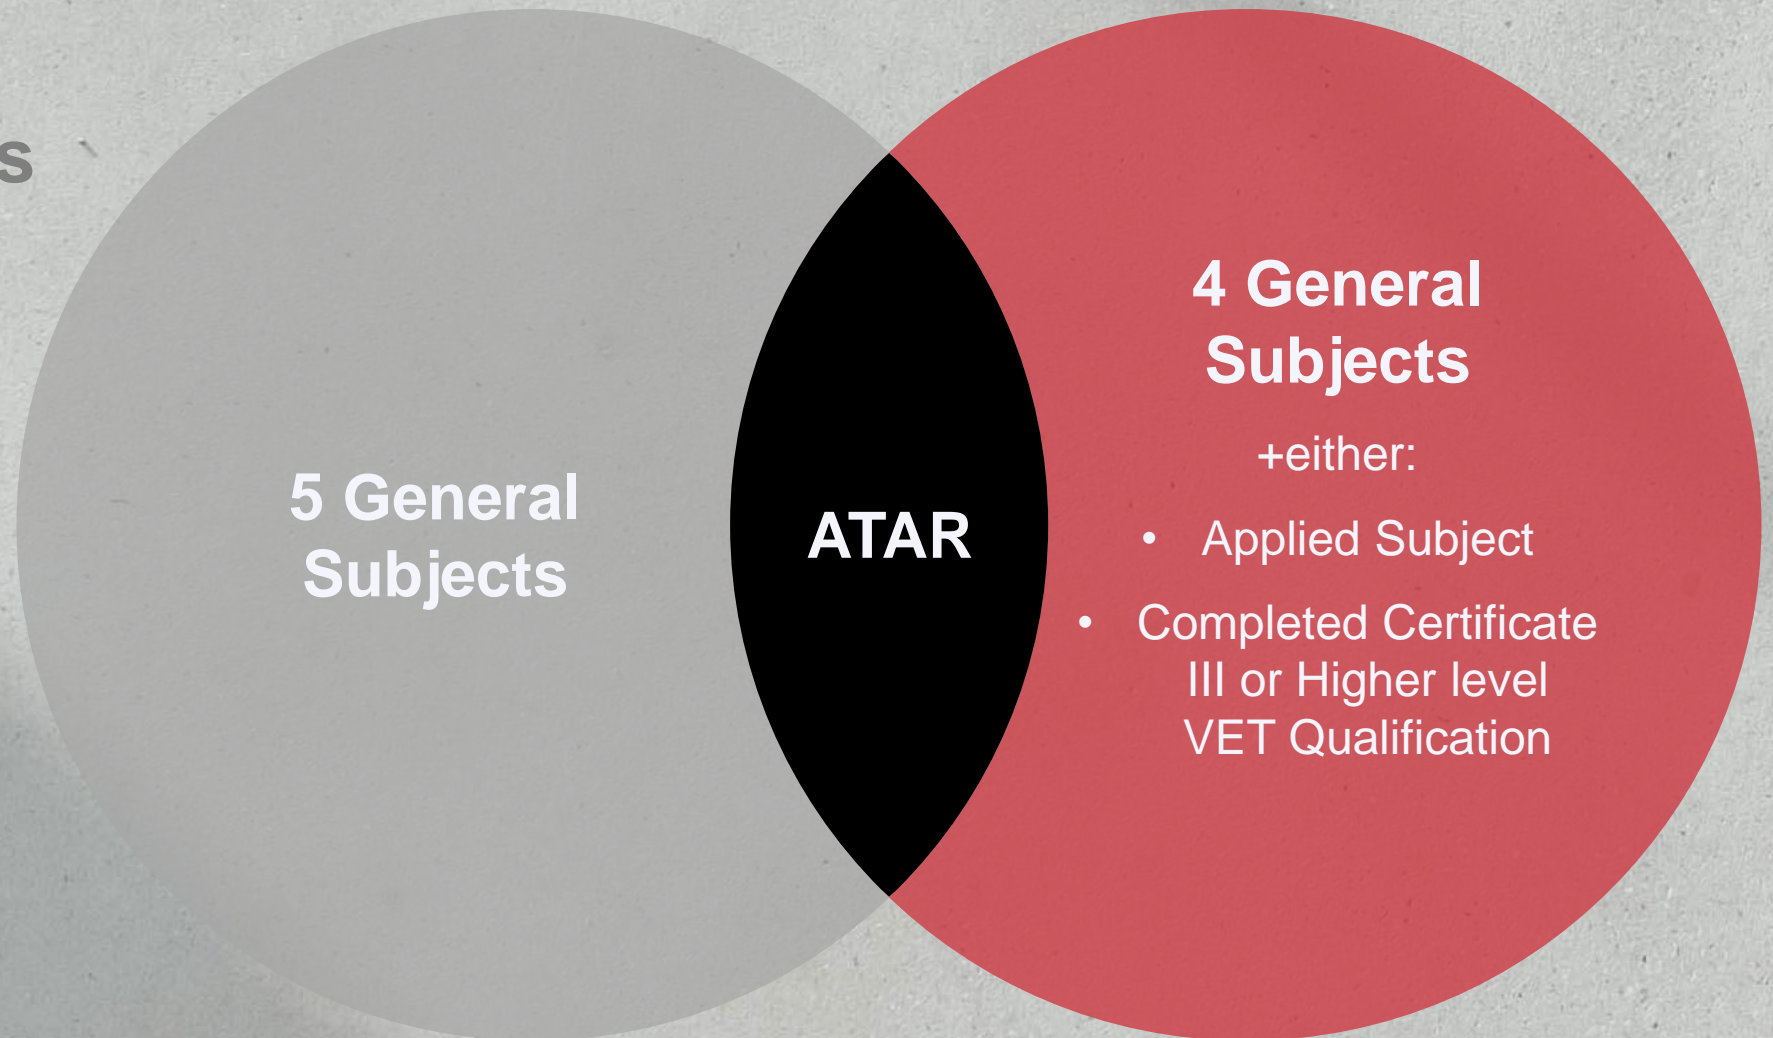 s
5 General
Subjects
ATAR
4 General
Subjects
+either:
• Applied Subject
• Completed Certificate
III or Higher level
VET Qualification